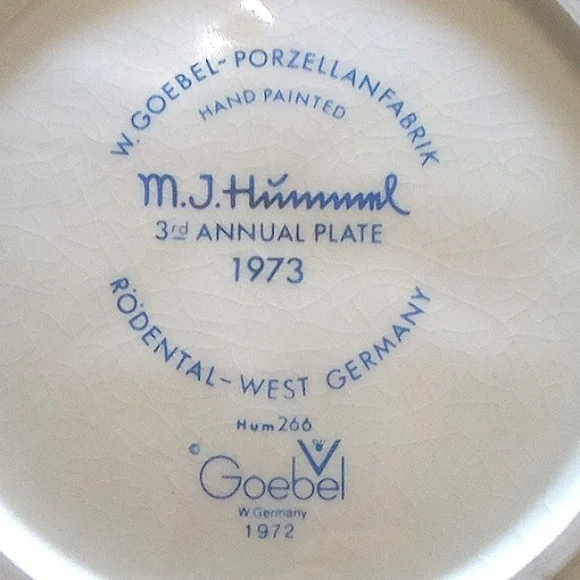 W. GOEBEL-PORZELLANFABRIK
HAND PAINTED
M.J.Hummel
3rd ANNUAL PLATE
1973
RÖDENTAL-WEST GERMANY
Hum 266
© Goebel
W. Germany
1972